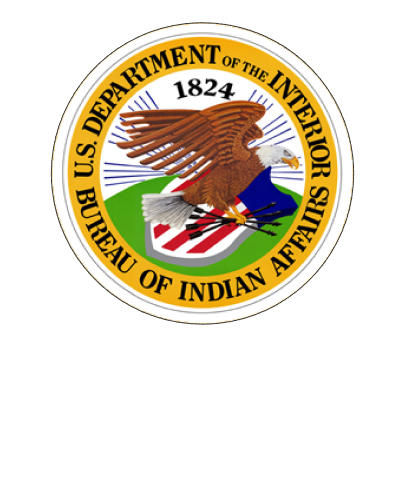 U.S. DEPARTMENT OF THE INTERIOR
1824
BUREAU OF INDIAN AFFAIRS